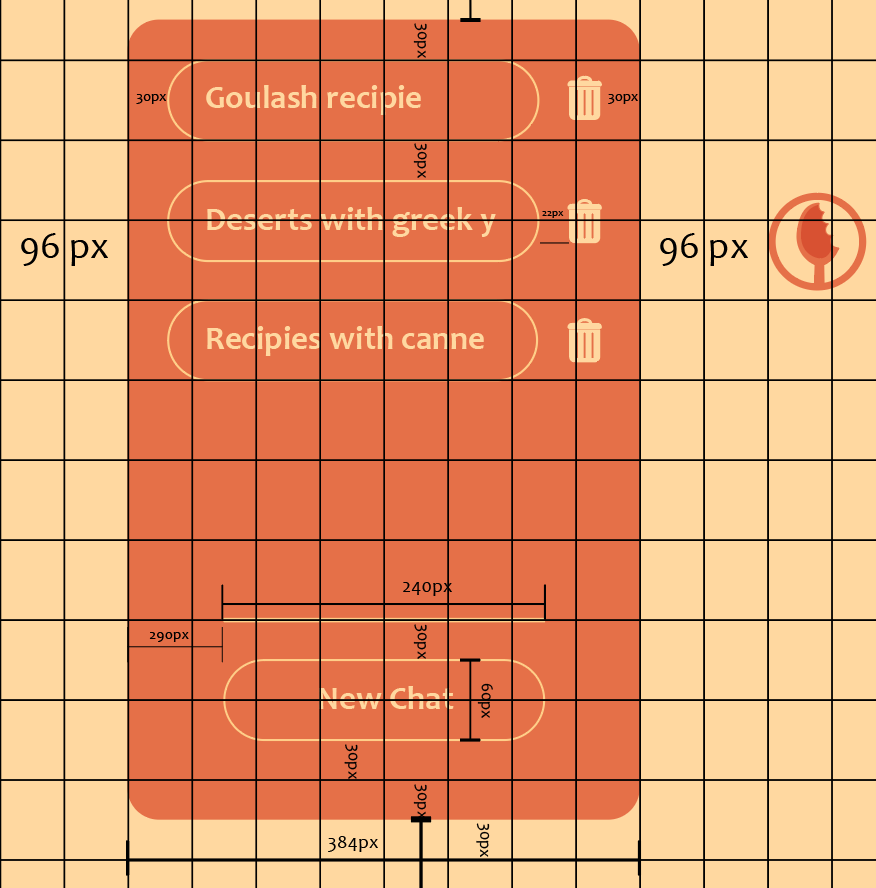 30px
Goulash recipie
30px
30px
30px
Deserts with greek y
22px
96 px
96 px
Recipies with canne
240px
290px
30px
New Chat
60px
30px
30px
30px
384px